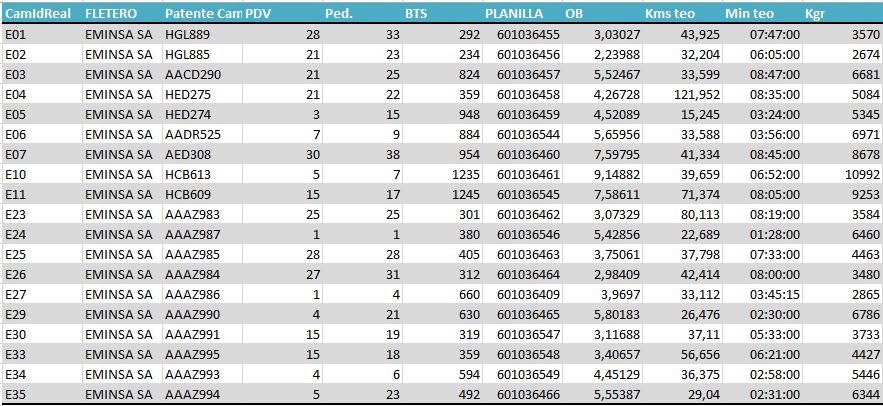 CamIdReal FLETERO Patente Cam PDV Ped. BTS PLANILLA OB Kms teo Min teo Kgr
E01 EMINSA SA HGL889 28 33 292 601036455 3,03027 43,925 07:47:00 3570
E02 EMINSA SA HGL885 21 23 234 601036456 2,23988 32,204 06:05:00 2674
E03 EMINSA SA AACD290 21 25 824 601036457 5,52467 33,599 08:47:00 6681
E04 EMINSA SA HED275 21 22 359 601036458 4,26728 121,952 08:35:00 5084
E05 EMINSA SA HED274 3 15 948 601036459 4,52089 15,245 03:24:00 5345
E06 EMINSA SA AADR525 7 9 884 601036544 5,65956 33,588 03:56:00 6971
E07 EMINSA SA AED308 30 38 954 601036460 7,59795 41,334 08:45:00 8678
E10 EMINSA SA HCB613 5 7 1235 601036461 9,14882 39,659 06:52:00 10992
E11 EMINSA SA HCB609 15 17 1245 601036545 7,58611 71,374 08:05:00 9253
E23 EMINSA SA AAAZ983 25 25 301 601036462 3,07329 80,113 08:19:00 3584
E24 EMINSA SA AAAZ987 1 1 380 601036546 5,42856 22,689 01:28:00 6460
E25 EMINSA SA AAAZ985 28 28 405 601036463 3,75061 37,798 07:33:00 4463
E26 EMINSA SA AAAZ984 27 31 312 601036464 2,98409 42,414 08:00:00 3480
E27 EMINSA SA AAAZ986 1 4 660 601036409 3,9697 33,112 03:45:15 2865
E29 EMINSA SA AAAZ990 4 21 630 601036465 5,80183 26,476 02:30:00 6786
E30 EMINSA SA AAAZ991 15 19 319 601036547 3,11688 37,11 05:33:00 3733
E33 EMINSA SA AAAZ995 15 18 359 601036548 3,40657 56,656 06:21:00 4427
E34 EMINSA SA AAAZ993 4 6 594 601036549 4,45129 36,375 02:58:00 5446
E35 EMINSA SA AAAZ994 5 23 492 601036466 5,55387 29,04 02:31:00 6344